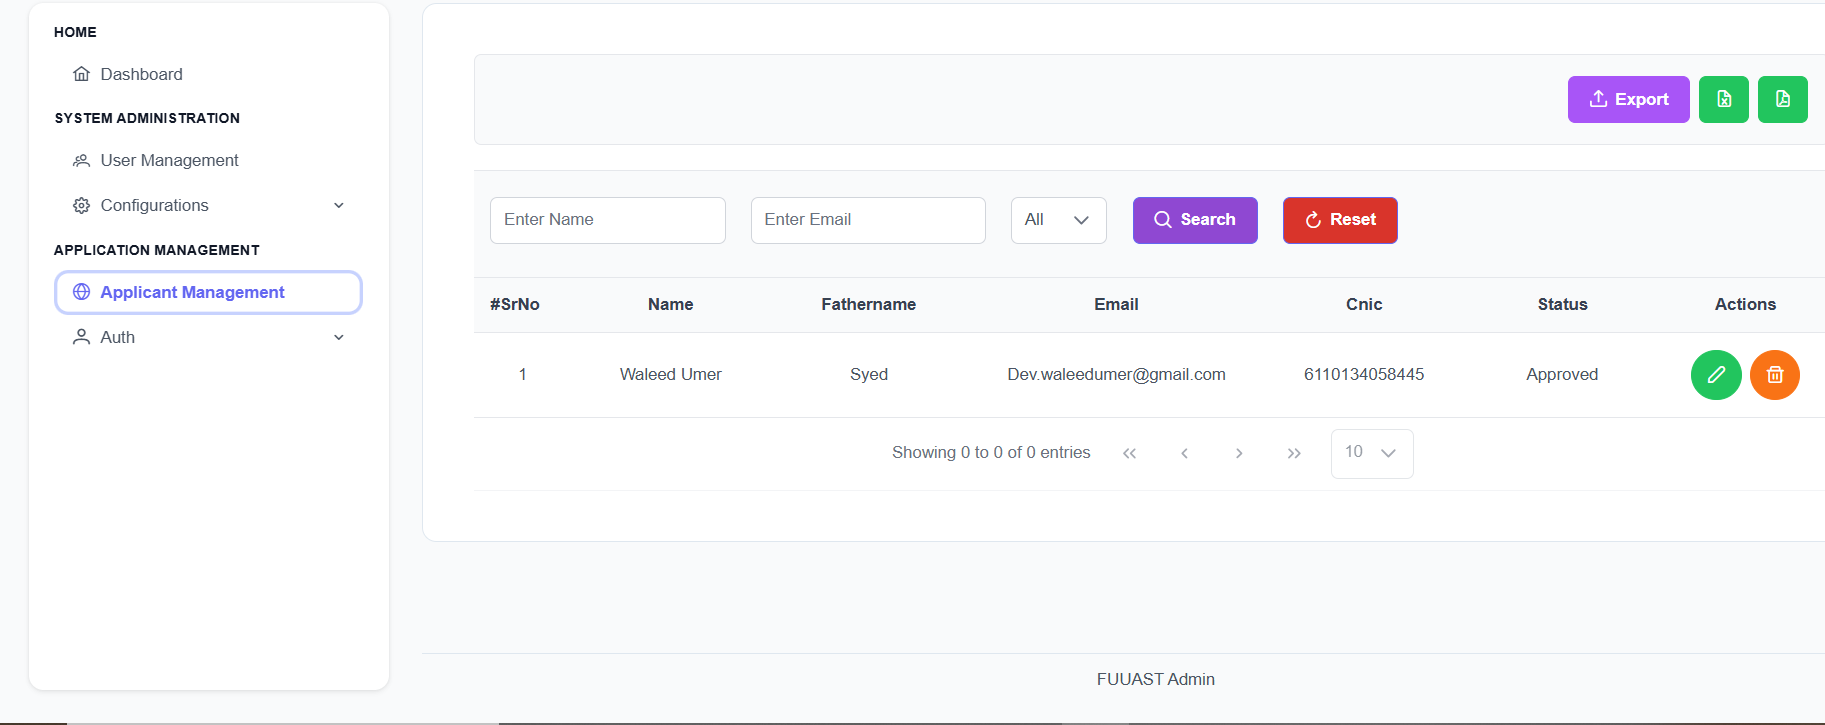 HOME
Dashboard
SYSTEM ADMINISTRATION
User Management
Configurations
APPLICATION MANAGEMENT
Applicant Management
Auth
Export
Enter Name Enter Email All Search Reset
#SrNo Name Fathername Email Cnic Status Actions
1 Waleed Umer Syed Dev.waleedumer@gmail.com 6110134058445 Approved
Showing 0 to 0 of 0 entries « ‹ › » 10
FUUAST Admin